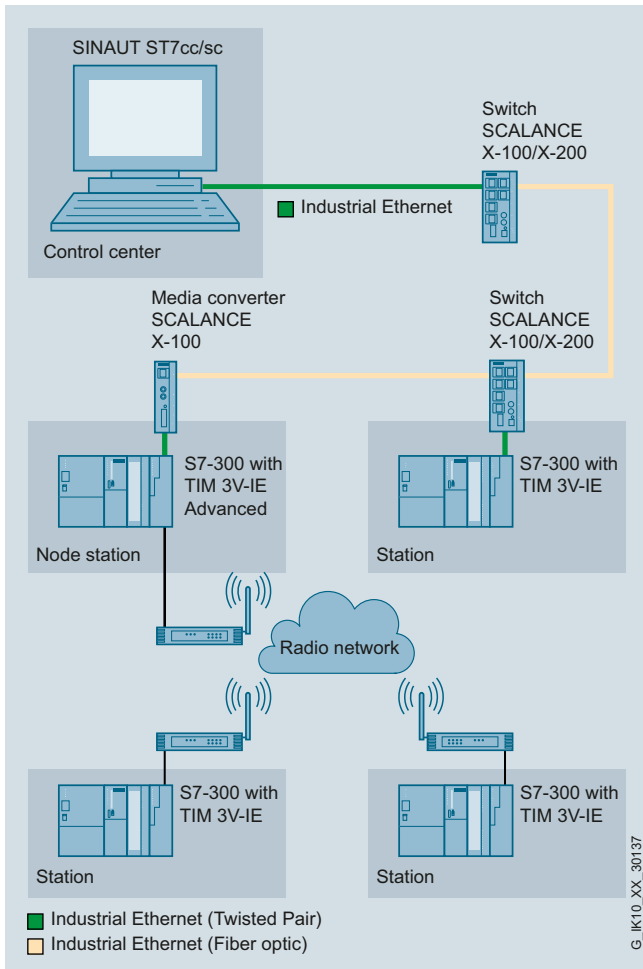 SINAUT ST7cc/sc
Switch
SCALANCE
X-100/X-200
Industrial Ethernet
Control center
Media converter
SCALANCE
X-100
Switch
SCALANCE
X-100/X-200
S7-300 with
TIM 3V-IE
Advanced
Node station
S7-300 with
TIM 3V-IE
Station
Radio network
S7-300 with
TIM 3V-IE
Station
S7-300 with
TIM 3V-IE
Station
Industrial Ethernet (Twisted Pair)
Industrial Ethernet (Fiber optic)
G_IK10_XX_30137